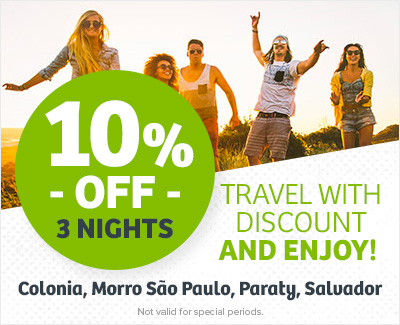 10%
- OFF -
3 NIGHTS
TRAVEL WITH
DISCOUNT
AND ENJOY!
Colonia, Morro São Paulo, Paraty, Salvador
Not valid for special periods.